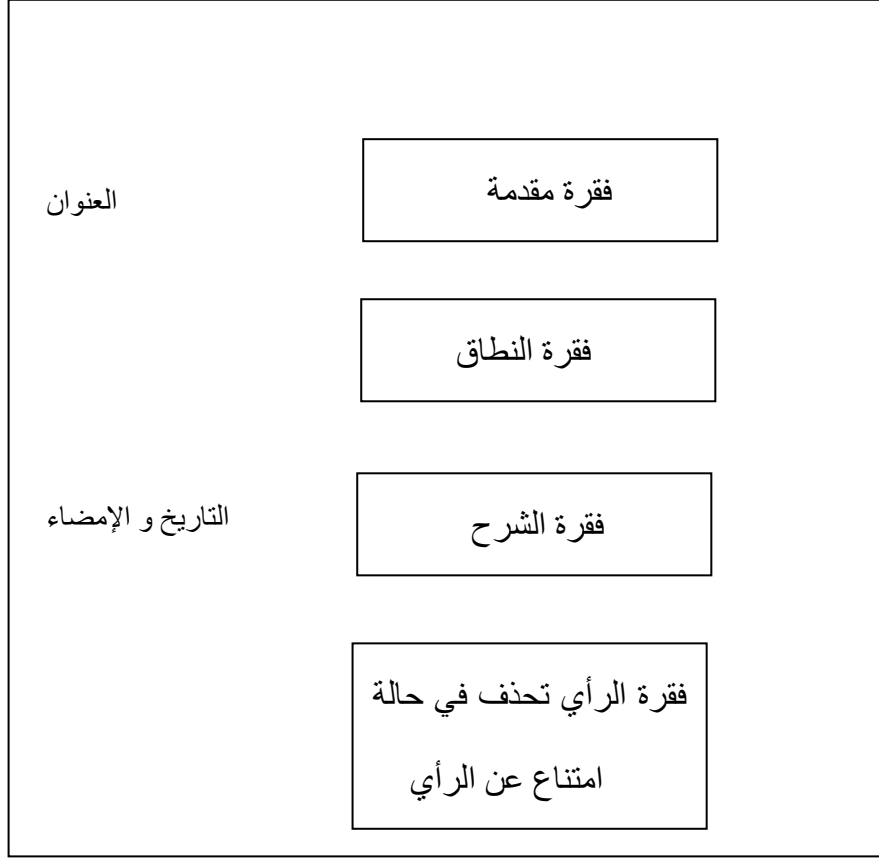 فقرة مقدمة
العنوان
فقرة النطاق
فقرة الشرح
التاريخ و الإمضاء
فقرة الرأي تحذف في حالة
امتناع عن الرأي